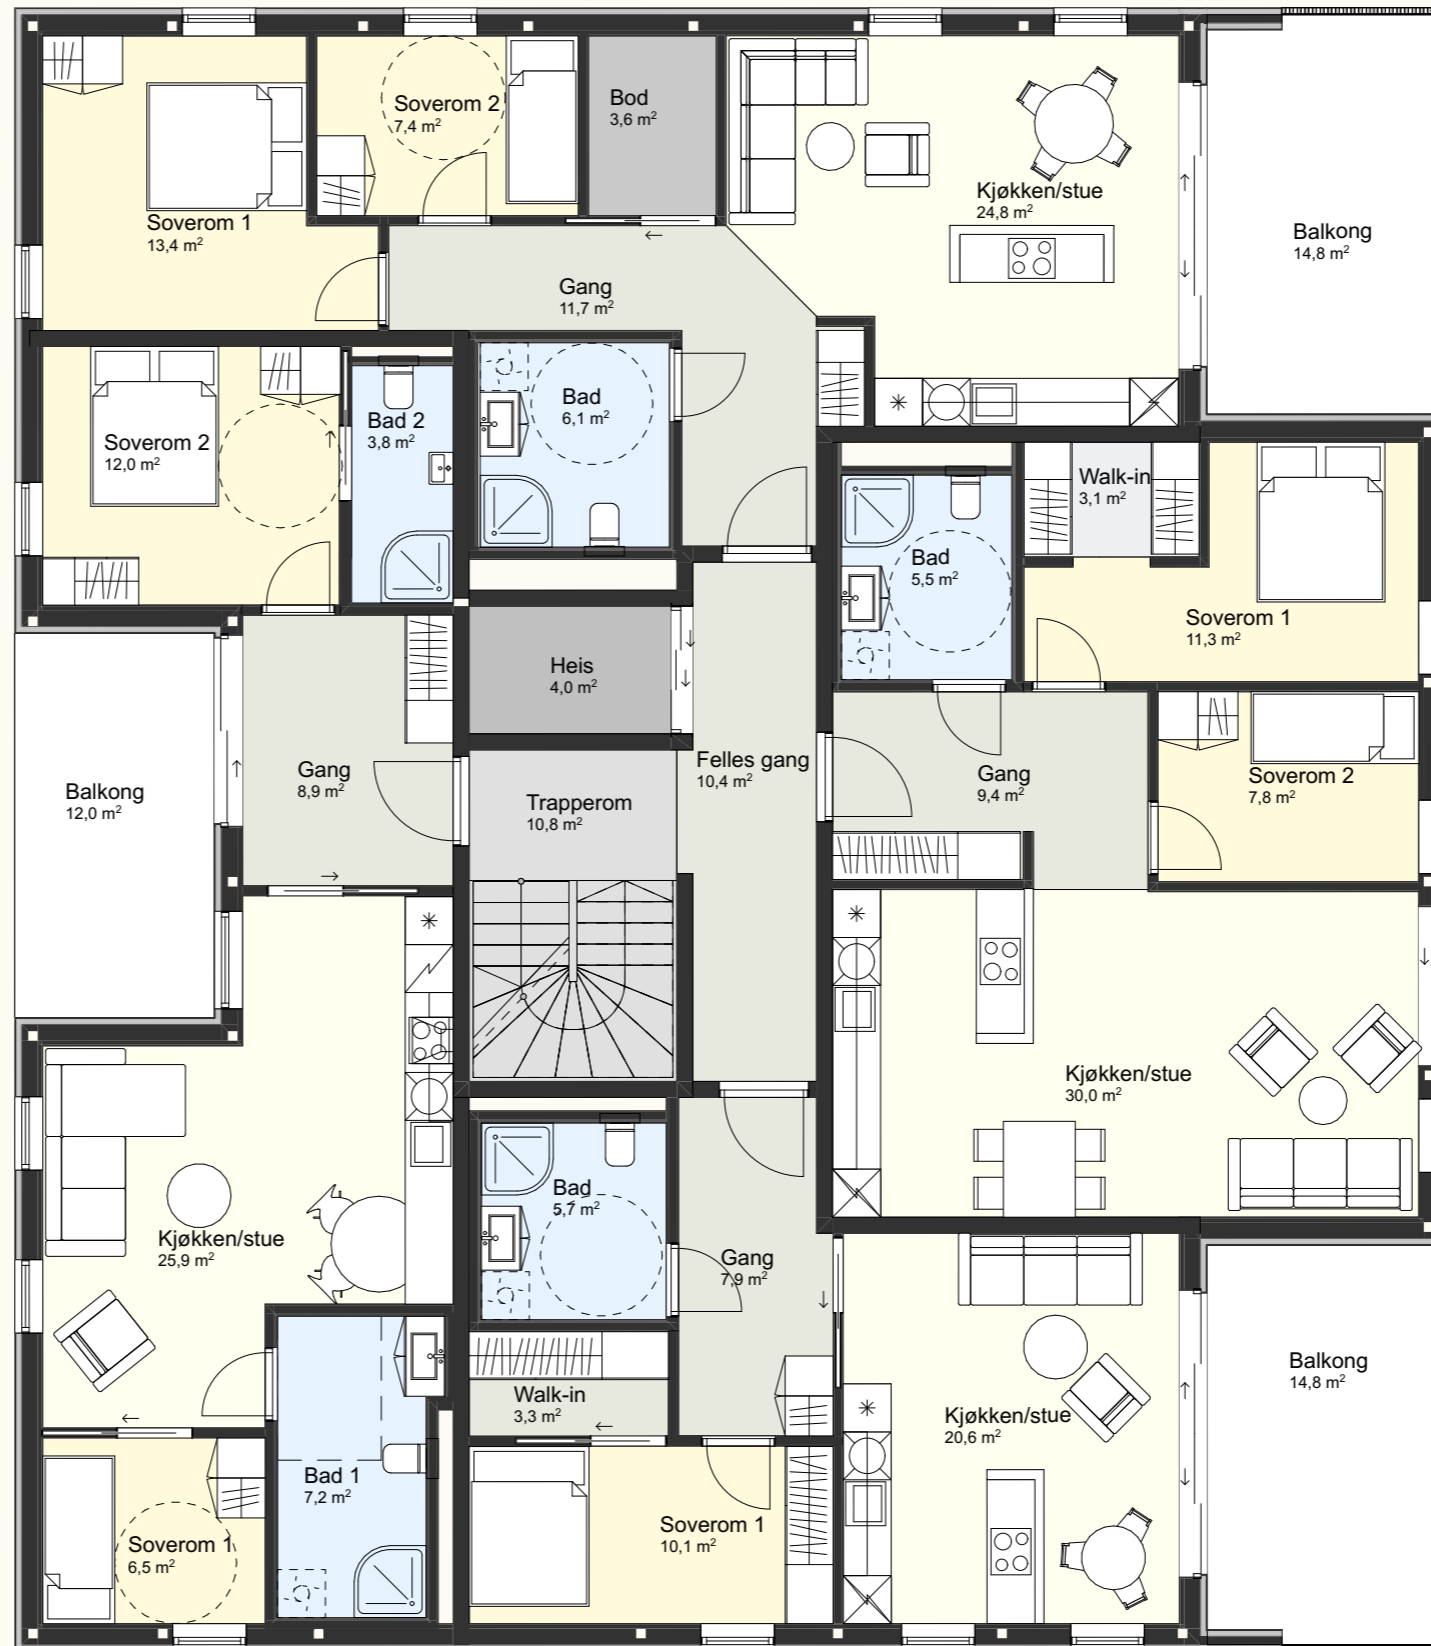 Soverom 2
7,4 m²
Bod
3,6 m²
Soverom 1
13,4 m²
Kjøkken/stue
24,8 m²
Balkong
14,8 m²
Gang
11,7 m²
Soverom 2
12,0 m²
Bad 2
3,8 m²
Bad
6,1 m²
Walk-in
3,1 m²
Bad
5,5 m²
Soverom 1
11,3 m²
Heis
4,0 m²
Balkong
12,0 m²
Gang
8,9 m²
Trapperom
10,8 m²
Felles gang
10,4 m²
Gang
9,4 m²
Soverom 2
7,8 m²
Kjøkken/stue
30,0 m²
Kjøkken/stue
25,9 m²
Bad
5,7 m²
Gang
7,9 m²
Balkong
14,8 m²
Walk-in
3,3 m²
Kjøkken/stue
20,6 m²
Bad 1
7,2 m²
Soverom 1
6,5 m²
Soverom 1
10,1 m²